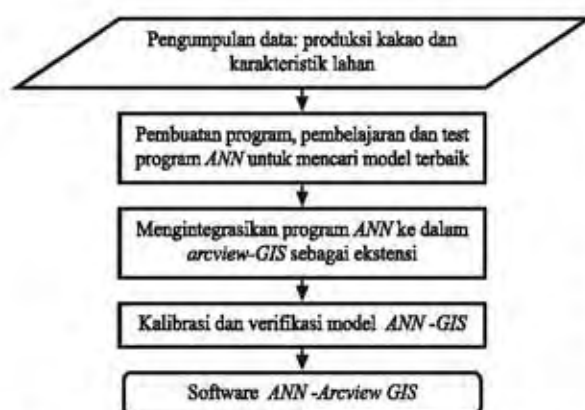 Pengumpulan data: produksi kakao dan
karakteristik lahan
Pembuatan program, pembelajaran dan test
program ANN untuk mencari model terbaik
Mengintegrasikan program ANN ke dalam
arcview-GIS sebagai ekstensi
Kalibrasi dan verifikasi model ANN -GIS
Software ANN -Arcview GIS